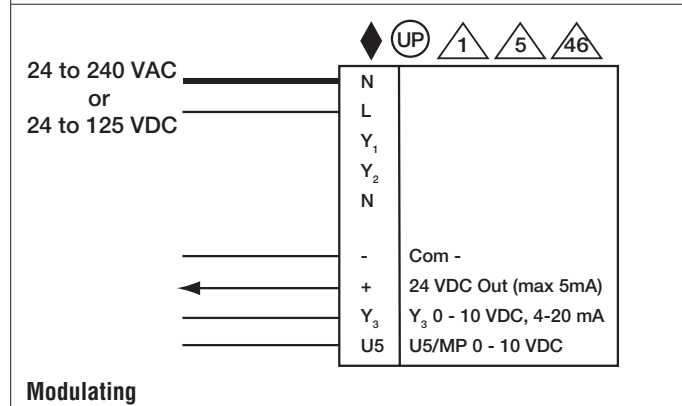 UP 1 5 46
24 to 240 VAC
or
24 to 125 VDC
N
L
Y₁
Y₂
N
- Com -
+ 24 VDC Out (max 5mA)
Y₃ Y₃ 0 - 10 VDC, 4-20 mA
U5 U5/MP 0 - 10 VDC
Modulating